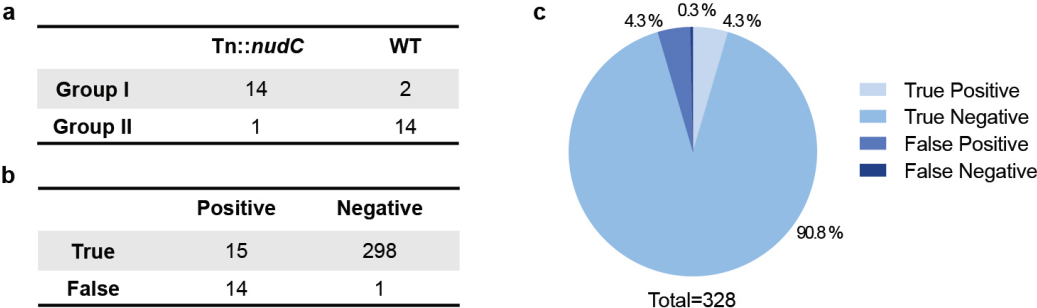 a
Tn::nudC WT
Group I 14 2
Group II 1 14
b
Positive Negative
True 15 298
False 14 1
c
0.3 %
4.3 % 4.3 %
90.8 %
Total=328
True Positive
True Negative
False Positive
False Negative